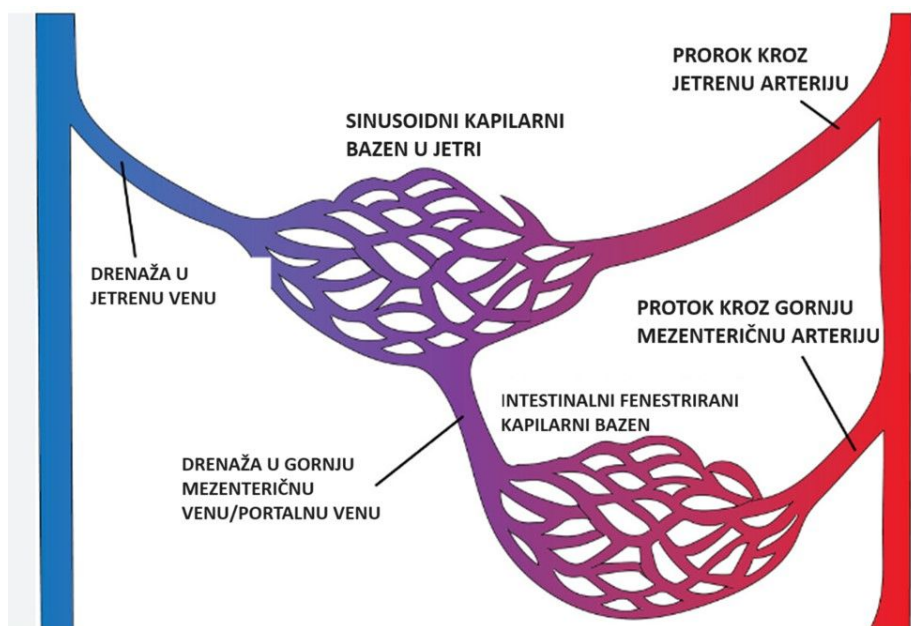 PROROK KROZ
JETRENU ARTERIJU
SINUSOIDNI KAPILARNI
BAZEN U JETRI
DRENAŽA U
JETRENU VENU
PROTOK KROZ GORNJU
MEZENTERIČNU ARTERIJU
INTESTINALNI FENESTRIRANI
KAPILARNI BAZEN
DRENAŽA U GORNJU
MEZENTERIČNU
VENU/PORTALNU VENU